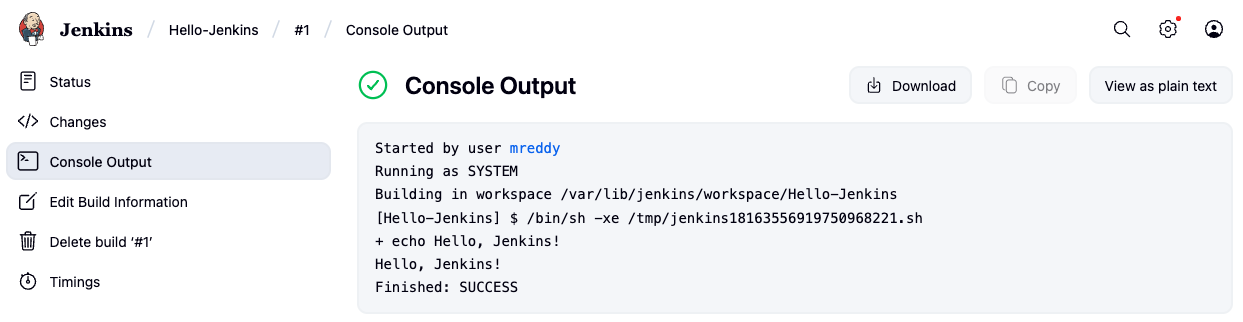 Jenkins / Hello-Jenkins / #1 / Console Output
Status
Changes
Console Output
Edit Build Information
Delete build ‘#1’
Timings
Console Output
Download
Copy
View as plain text
Started by user mreddy
Running as SYSTEM
Building in workspace /var/lib/jenkins/workspace/Hello-Jenkins
[Hello-Jenkins] $ /bin/sh -xe /tmp/jenkins18163556919750968221.sh
+ echo Hello, Jenkins!
Hello, Jenkins!
Finished: SUCCESS